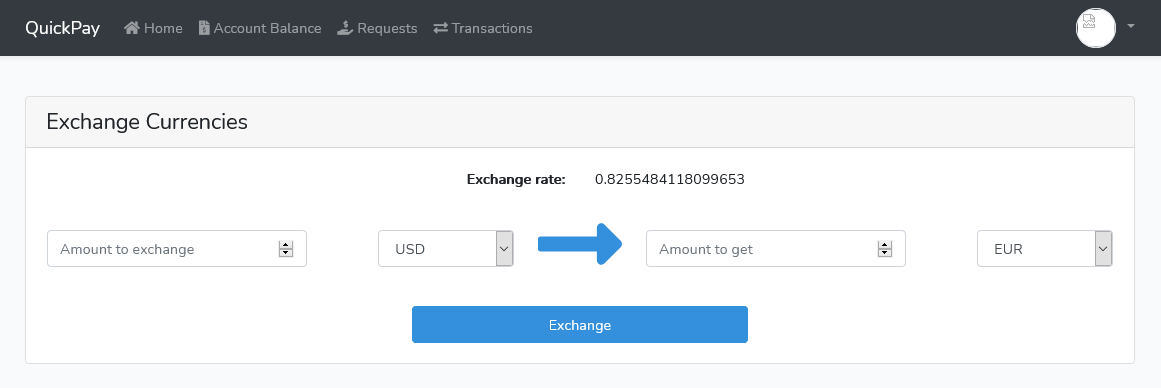 QuickPay Home Account Balance Requests Transactions
Exchange Currencies
Exchange rate: 0.8255484118099653
Amount to exchange USD Amount to get EUR
Exchange